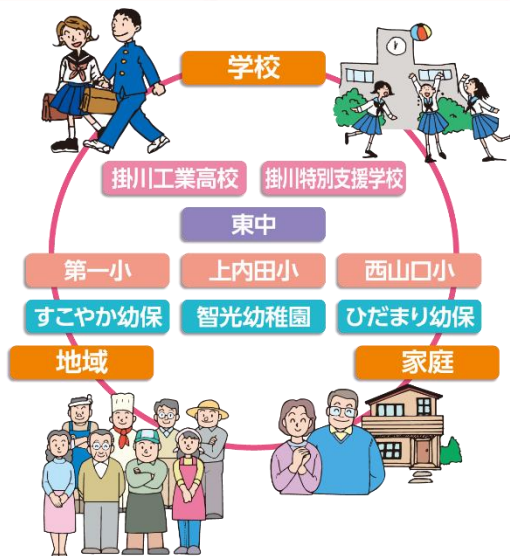 学校
掛川工業高校 掛川特別支援学校
東中
第一小 上内田小 西山口小
すこやか幼保 智光幼稚園 ひだまり幼保
地域 家庭